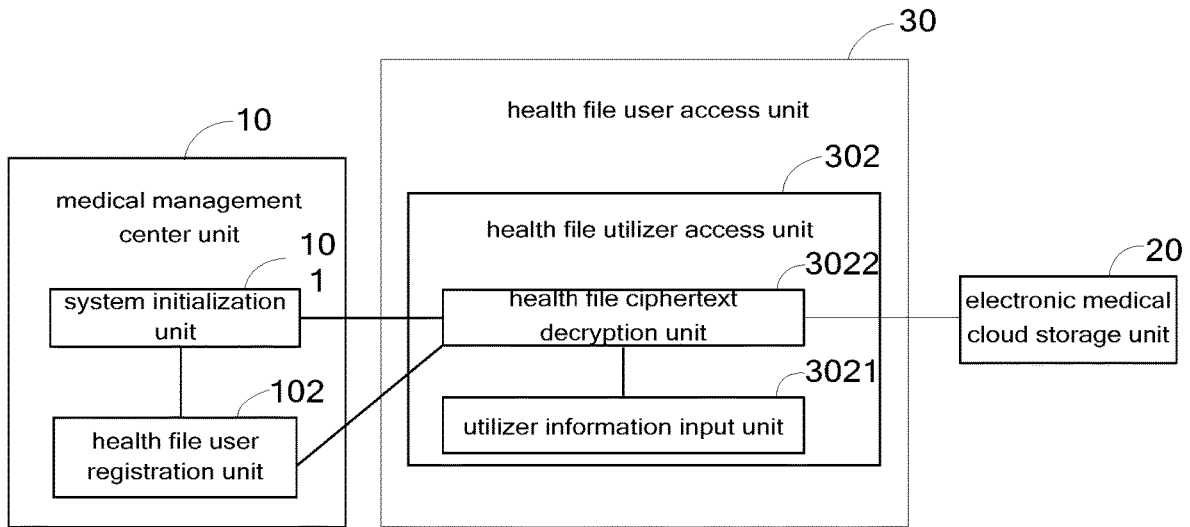 30
health file user access unit
10
302
medical management
center unit
health file utilizer access unit
10
1
3022
20
system initialization
unit
health file ciphertext
decryption unit
electronic medical
cloud storage unit
102
3021
health file user
registration unit
utilizer information input unit